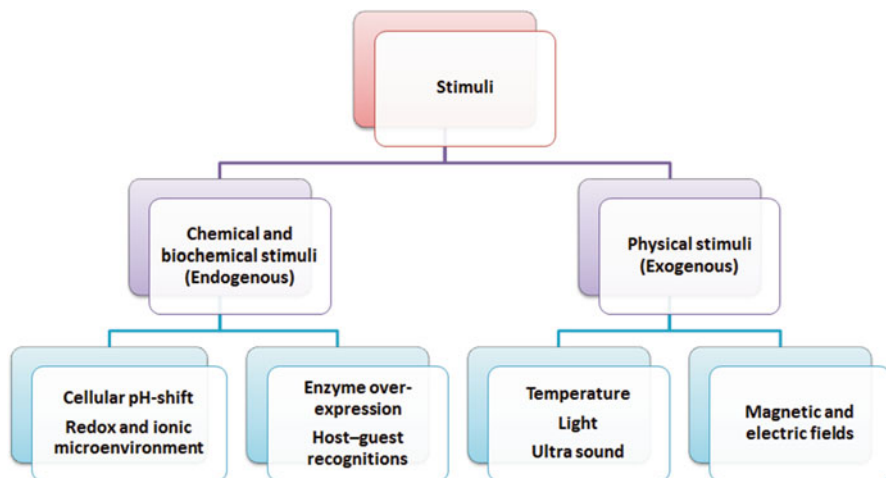 Stimuli
Chemical and
biochemical stimuli
(Endogenous)
Physical stimuli
(Exogenous)
Cellular pH-shift
Redox and ionic
microenvironment
Enzyme over-
expression
Host–guest
recognitions
Temperature
Light
Ultra sound
Magnetic and
electric fields